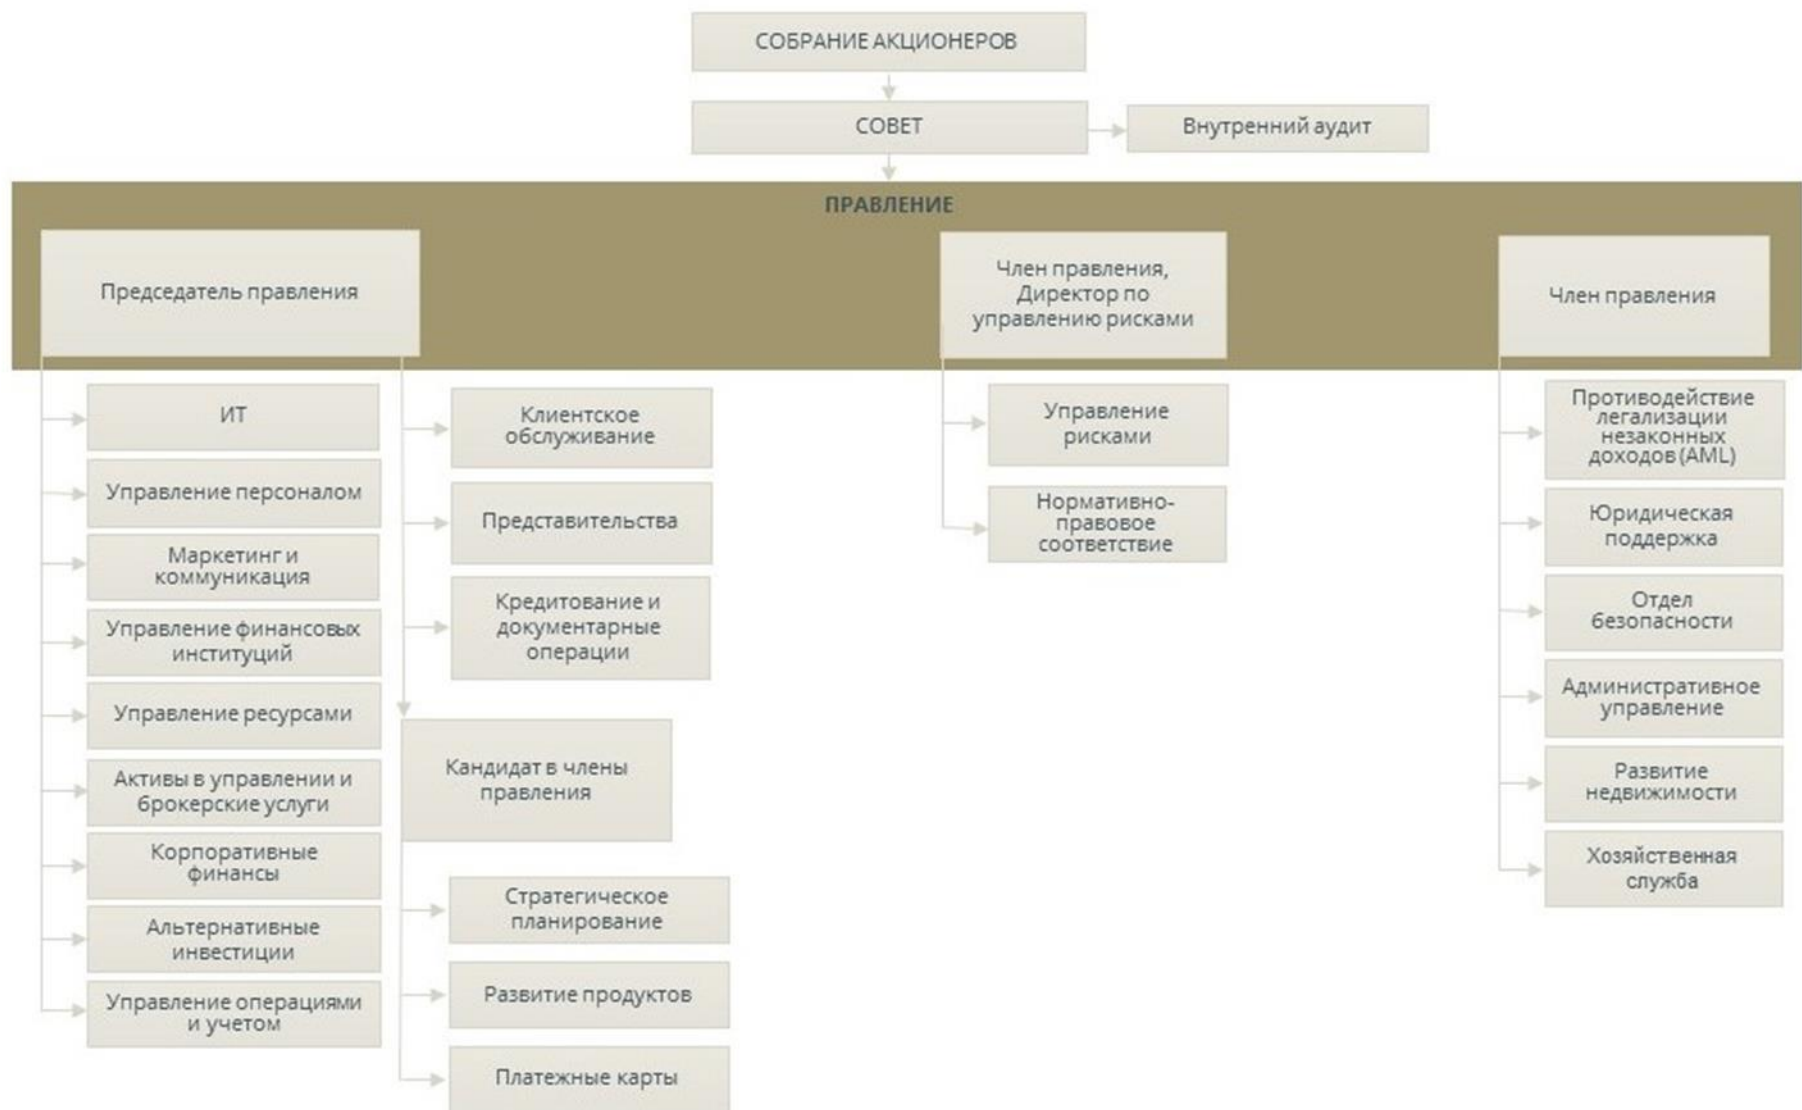 СОБРАНИЕ АКЦИОНЕРОВ
СОВЕТ
Внутренний аудит
ПРАВЛЕНИЕ
Председатель правления
Член правления,
Директор по
управлению рисками
Член правления
ИТ
Управление персоналом
Маркетинг и
коммуникация
Управление финансовых
институций
Управление ресурсами
Активы в управлении и
брокерские услуги
Корпоративные
финансы
Альтернативные
инвестиции
Управление операциями
и учетом
Клиентское
обслуживание
Представительства
Кредитование и
документарные
операции
Кандидат в члены
правления
Стратегическое
планирование
Развитие продуктов
Платежные карты
Управление
рисками
Нормативно-
правовое
соответствие
Противодействие
легализации
незаконных
доходов (AML)
Юридическая
поддержка
Отдел
безопасности
Административное
управление
Развитие
недвижимости
Хозяйственная
служба